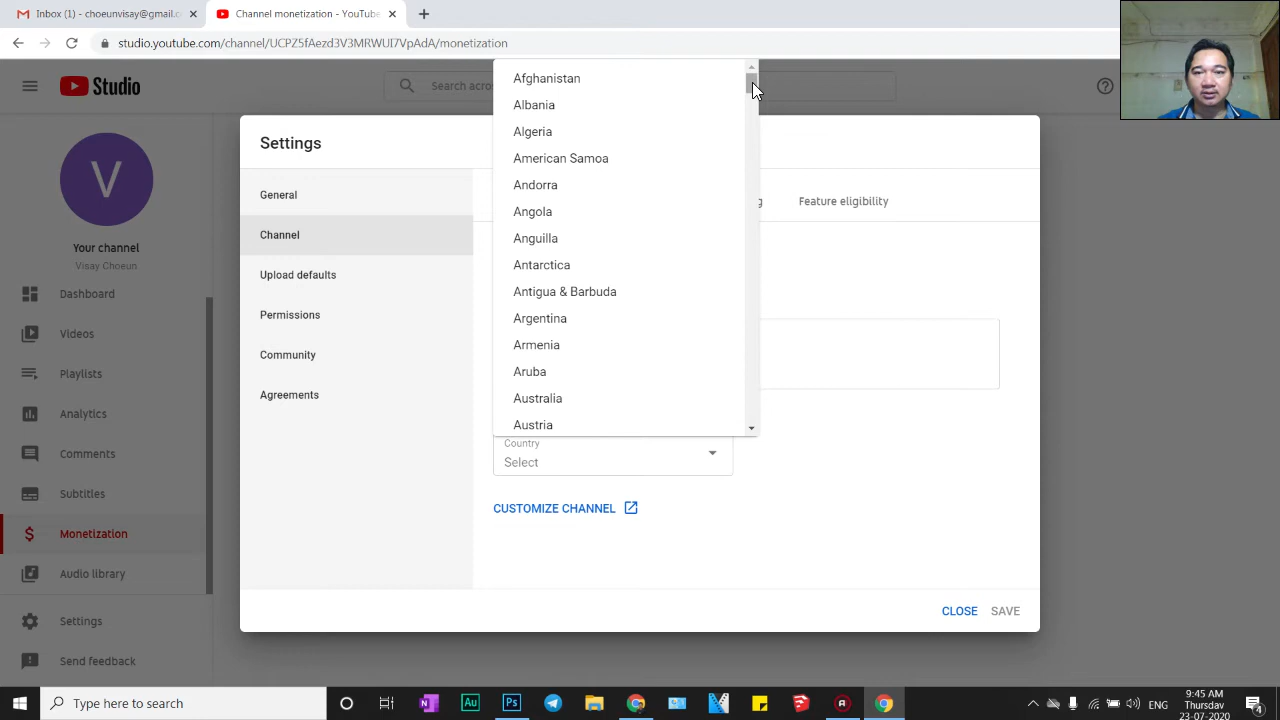 Inbox (1) - choeunvisay@gmail.c
Channel monetization - YouTube
studio.youtube.com/channel/UCPZ5fAezd3V3MRWUI7VpAdA/monetization
Studio
Search acros
V
Your channel
Visay Choeun
Dashboard
Videos
Playlists
Analytics
Comments
Subtitles
Monetization
Audio library
Settings
Send feedback
Settings
General
Channel
Upload defaults
Permissions
Community
Agreements
g
Feature eligibility
Afghanistan
Albania
Algeria
American Samoa
Andorra
Angola
Anguilla
Antarctica
Antigua & Barbuda
Argentina
Armenia
Aruba
Australia
Austria
Country
Select
CUSTOMIZE CHANNEL
CLOSE SAVE
Type here to search
ENG
9:45 AM
Thursday
23-07-2020
4